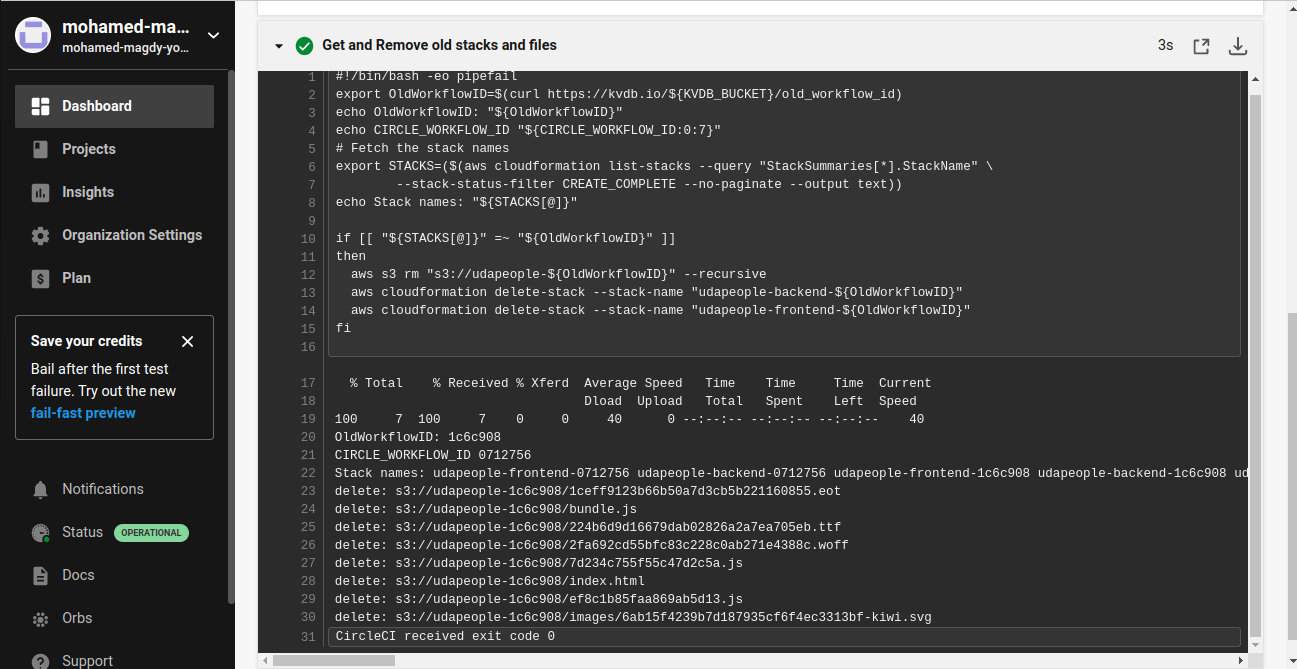 mohamed-ma...
mohamed-magdy-yo...
Dashboard
Projects
Insights
Organization Settings
Plan
Save your credits
Bail after the first test
failure. Try out the new
fail-fast preview
Notifications
Status OPERATIONAL
Docs
Orbs
Support
Get and Remove old stacks and files
3s
1 #!/bin/bash -eo pipefail
2 export OldWorkflowID=$(curl https://kvdb.io/${KVDB_BUCKET}/old_workflow_id)
3 echo OldWorkflowID: "${OldWorkflowID}"
4 echo CIRCLE_WORKFLOW_ID "${CIRCLE_WORKFLOW_ID:0:7}"
5 # Fetch the stack names
6 export STACKS=($(aws cloudformation list-stacks --query "StackSummaries[*].StackName" \
7         --stack-status-filter CREATE_COMPLETE --no-paginate --output text))
8 echo Stack names: "${STACKS[@]}"
9
10 if [[ "${STACKS[@]}" =~ "${OldWorkflowID}" ]]
11 then
12   aws s3 rm "s3://udapeople-${OldWorkflowID}" --recursive
13   aws cloudformation delete-stack --stack-name "udapeople-backend-${OldWorkflowID}"
14   aws cloudformation delete-stack --stack-name "udapeople-frontend-${OldWorkflowID}"
15 fi
16
17   % Total    % Received % Xferd  Average Speed   Time    Time     Time  Current
18                                  Dload  Upload   Total   Spent    Left  Speed
19 100     7  100     7    0     0     40      0 --:--:-- --:--:-- --:--:--    40
20 OldWorkflowID: 1c6c908
21 CIRCLE_WORKFLOW_ID 0712756
22 Stack names: udapeople-frontend-0712756 udapeople-backend-0712756 udapeople-frontend-1c6c908 udapeople-backend-1c6c908 ud
23 delete: s3://udapeople-1c6c908/1ceff9123b66b50a7d3cb5b221160855.eot
24 delete: s3://udapeople-1c6c908/bundle.js
25 delete: s3://udapeople-1c6c908/224b6d9d16679dab02826a2a7ea705eb.ttf
26 delete: s3://udapeople-1c6c908/2fa692cd55bfc83c228c0ab271e4388c.woff
27 delete: s3://udapeople-1c6c908/7d234c755f55c47d2c5a.js
28 delete: s3://udapeople-1c6c908/index.html
29 delete: s3://udapeople-1c6c908/ef8c1b85faa869ab5d13.js
30 delete: s3://udapeople-1c6c908/images/6ab15f4239b7d187935cf6f4ec3313bf-kiwi.svg
31 CircleCI received exit code 0